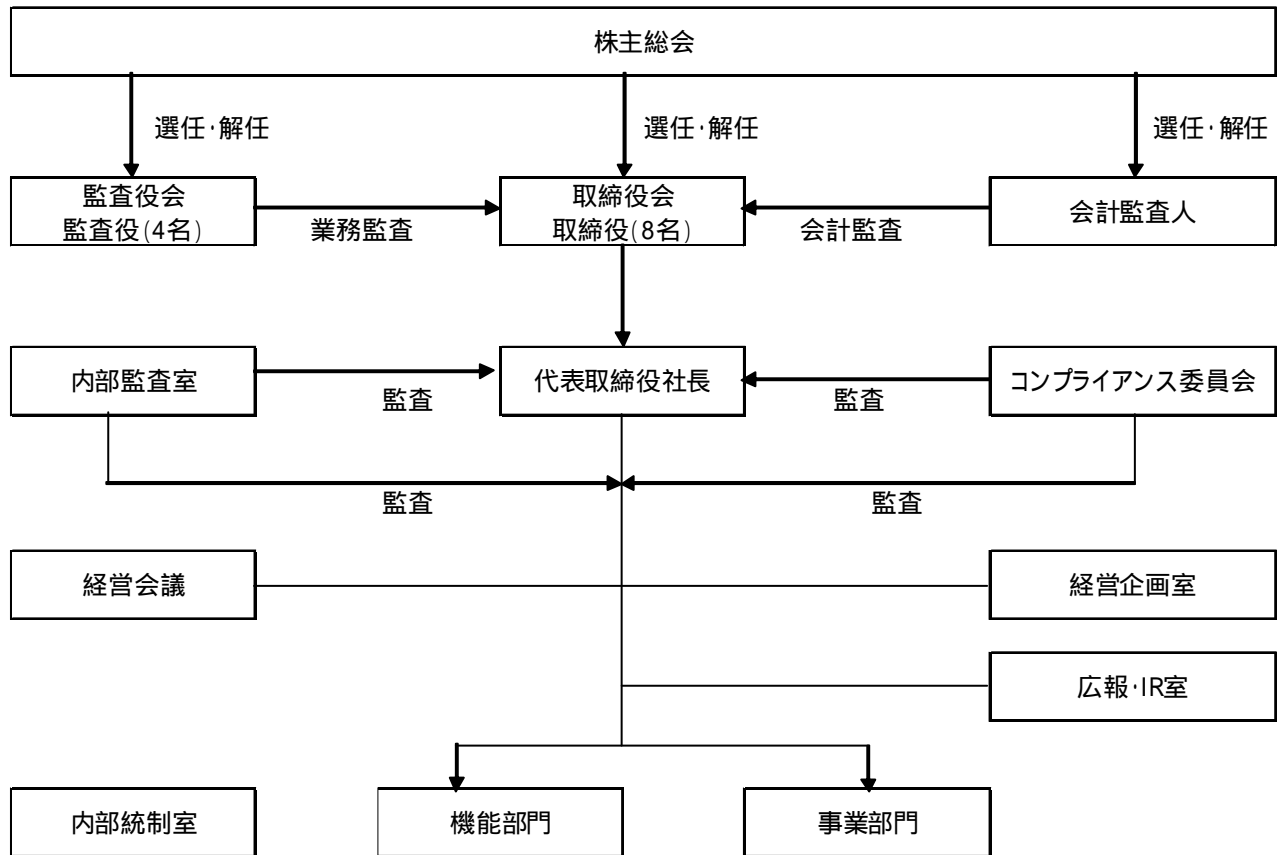 株主総会
選任・解任
選任・解任
選任・解任
監査役会
監査役(4名)
業務監査
取締役会
取締役(8名)
会計監査
会計監査人
内部監査室
監査
代表取締役社長
監査
コンプライアンス委員会
監査
監査
経営会議
経営企画室
広報・IR室
内部統制室
機能部門
事業部門